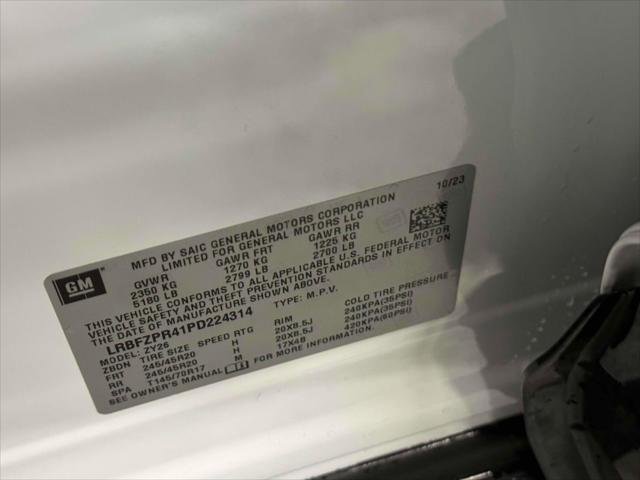 10/23
MFD BY SAIC GENERAL MOTORS CORPORATION
LIMITED FOR GENERAL MOTORS LLC
GVWR GAWR FRT GAWR RR
2350 KG 1270 KG 1225 KG
5180 LB 2799 LB 2700 LB
GM
THIS VEHICLE CONFORMS TO ALL APPLICABLE U.S. FEDERAL MOTOR
VEHICLE SAFETY AND THEFT PREVENTION STANDARDS IN EFFECT ON
THE DATE OF MANUFACTURE SHOWN ABOVE.
LRBFZPR41PD224314 TYPE: M.P.V.
MODEL: ZY26
ZBDN TIRE SIZE SPEED RTG RIM COLD TIRE PRESSURE
FRT 245/45R20 H 20X8.5J 240KPA(35PSI)
RR 245/45R20 H 20X8.5J 240KPA(35PSI)
SPA T145/70R17 M 17X4B 420KPA(60PSI)
SEE OWNER'S MANUAL